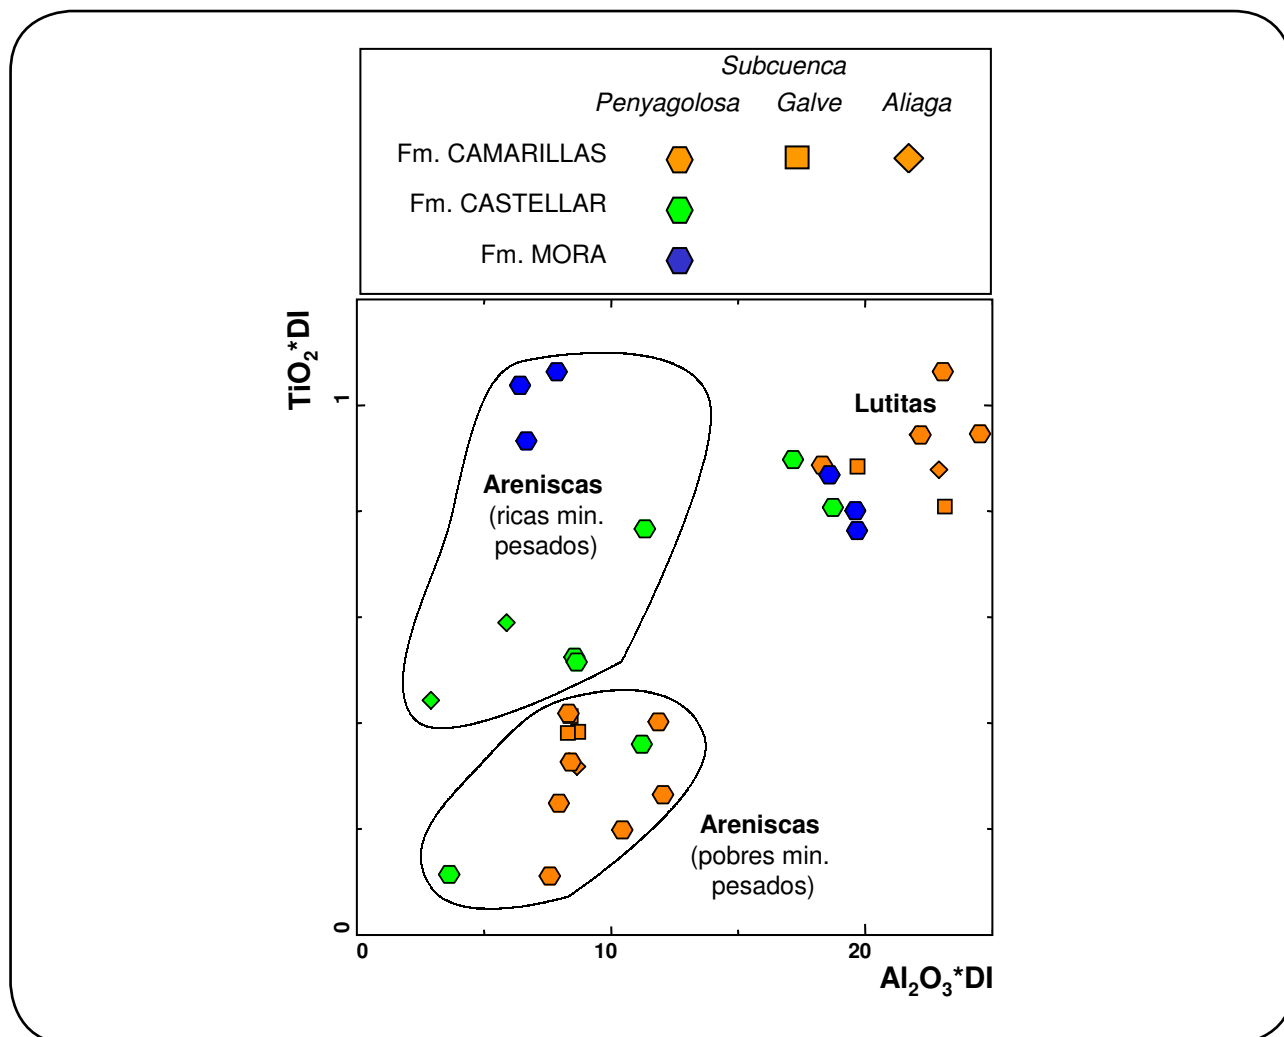 Subcuenca
Penyagolosa Galve Aliaga
Fm. CAMARILLAS
Fm. CASTELLAR
Fm. MORA
TiO₂*DI
1
Lutitas
Areniscas
(ricas min.
pesados)
Areniscas
(pobres min.
pesados)
0
0 10 20
Al₂O₃*DI